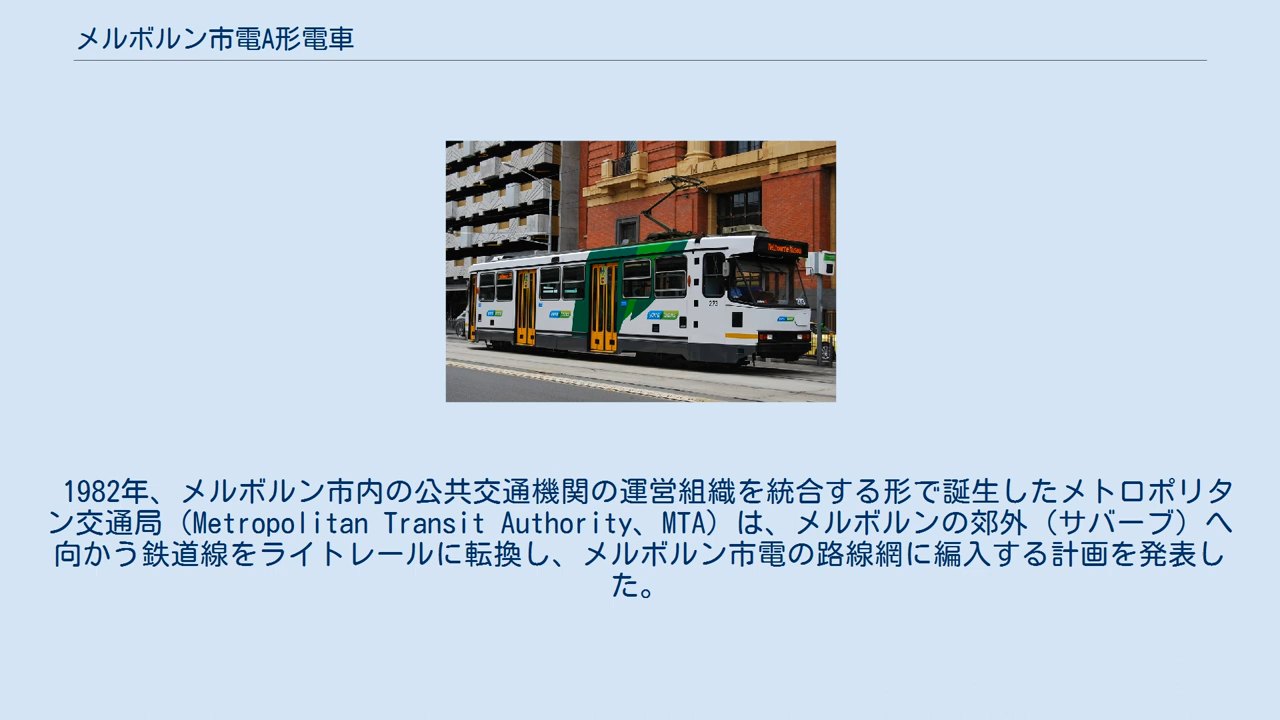 メルボルン市電A形電車
273
1982年、メルボルン市内の公共交通機関の運営組織を統合する形で誕生したメトロポリタ
ン交通局（Metropolitan Transit Authority、MTA）は、メルボルンの郊外（サバーブ）へ
向かう鉄道線をライトレールに転換し、メルボルン市電の路線網に編入する計画を発表し
た。